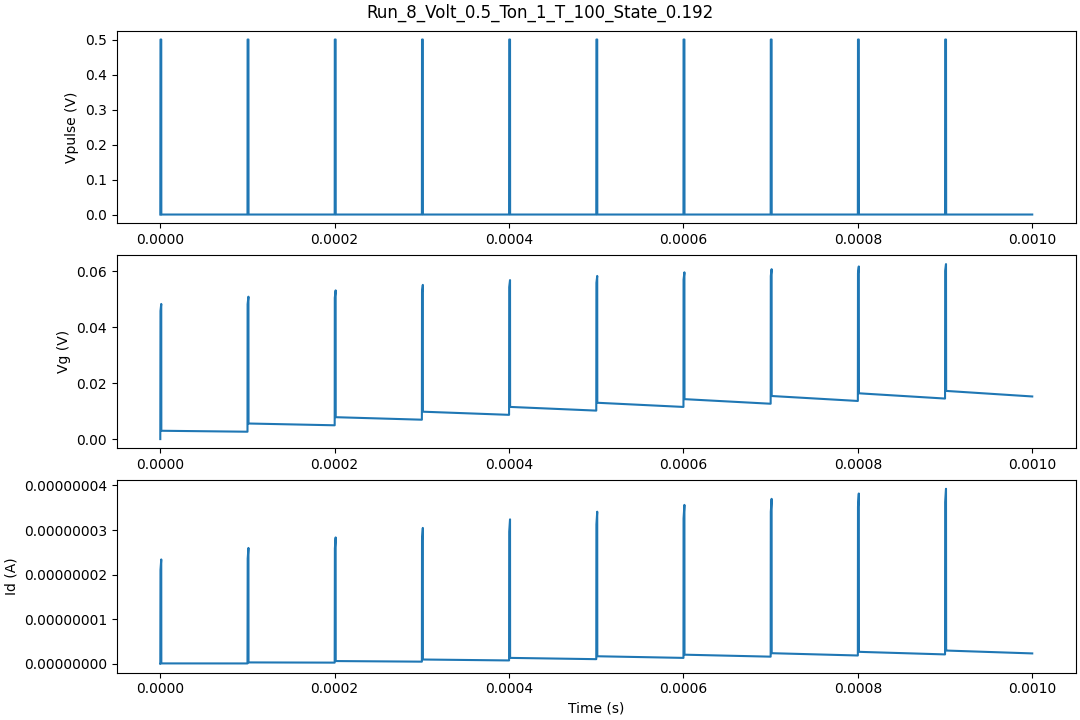 Run_8_Volt_0.5_Ton_1_T_100_State_0.192
Vpulse (V)
0.5
0.4
0.3
0.2
0.1
0.0
0.0000 0.0002 0.0004 0.0006 0.0008 0.0010
Vg (V)
0.06
0.04
0.02
0.00
0.0000 0.0002 0.0004 0.0006 0.0008 0.0010
Id (A)
0.00000004
0.00000003
0.00000002
0.00000001
0.00000000
0.0000 0.0002 0.0004 0.0006 0.0008 0.0010
Time (s)